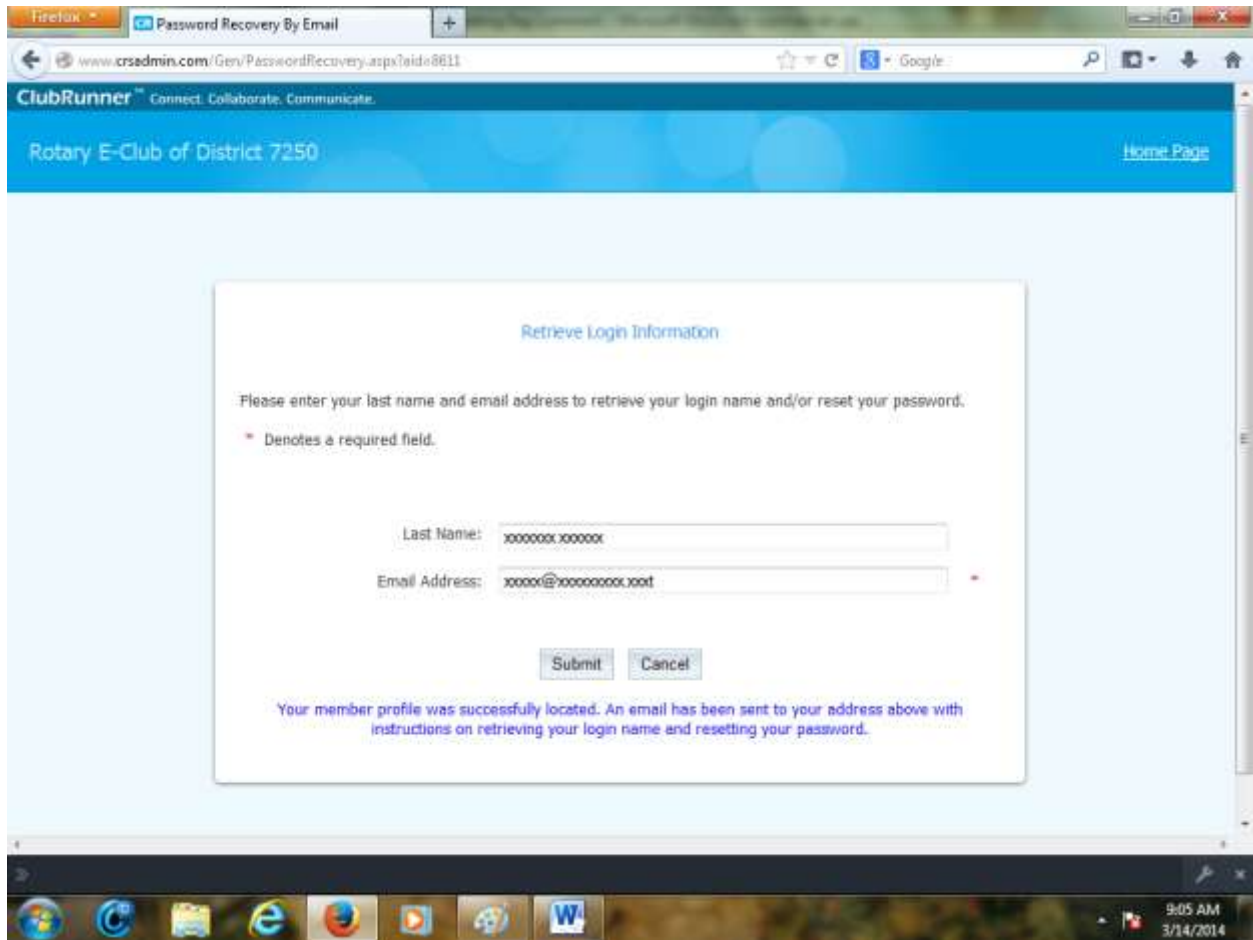 Firefox
Password Recovery By Email
www.crsadmin.com/Gen/PasswordRecovery.aspx?aid=8611
Google
ClubRunner™ Connect. Collaborate. Communicate.
Rotary E-Club of District 7250
Home Page
Retrieve Login Information
Please enter your last name and email address to retrieve your login name and/or reset your password.
* Denotes a required field.
Last Name:
Email Address:
*
Submit Cancel
Your member profile was successfully located. An email has been sent to your address above with
instructions on retrieving your login name and resetting your password.
9:05 AM
3/14/2014